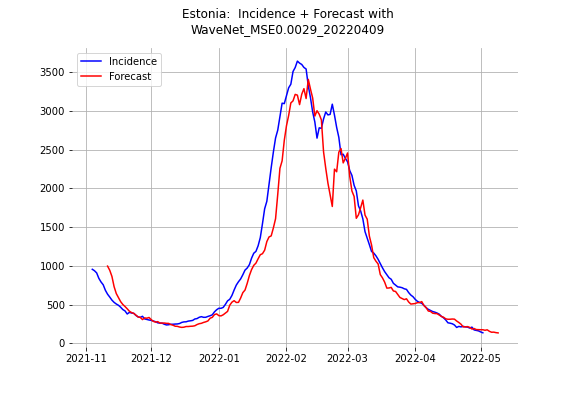 Estonia:  Incidence + Forecast with
WaveNet_MSE0.0029_20220409
Incidence
Forecast
3500
3000
2500
2000
1500
1000
500
0
2021-11 2021-12 2022-01 2022-02 2022-03 2022-04 2022-05